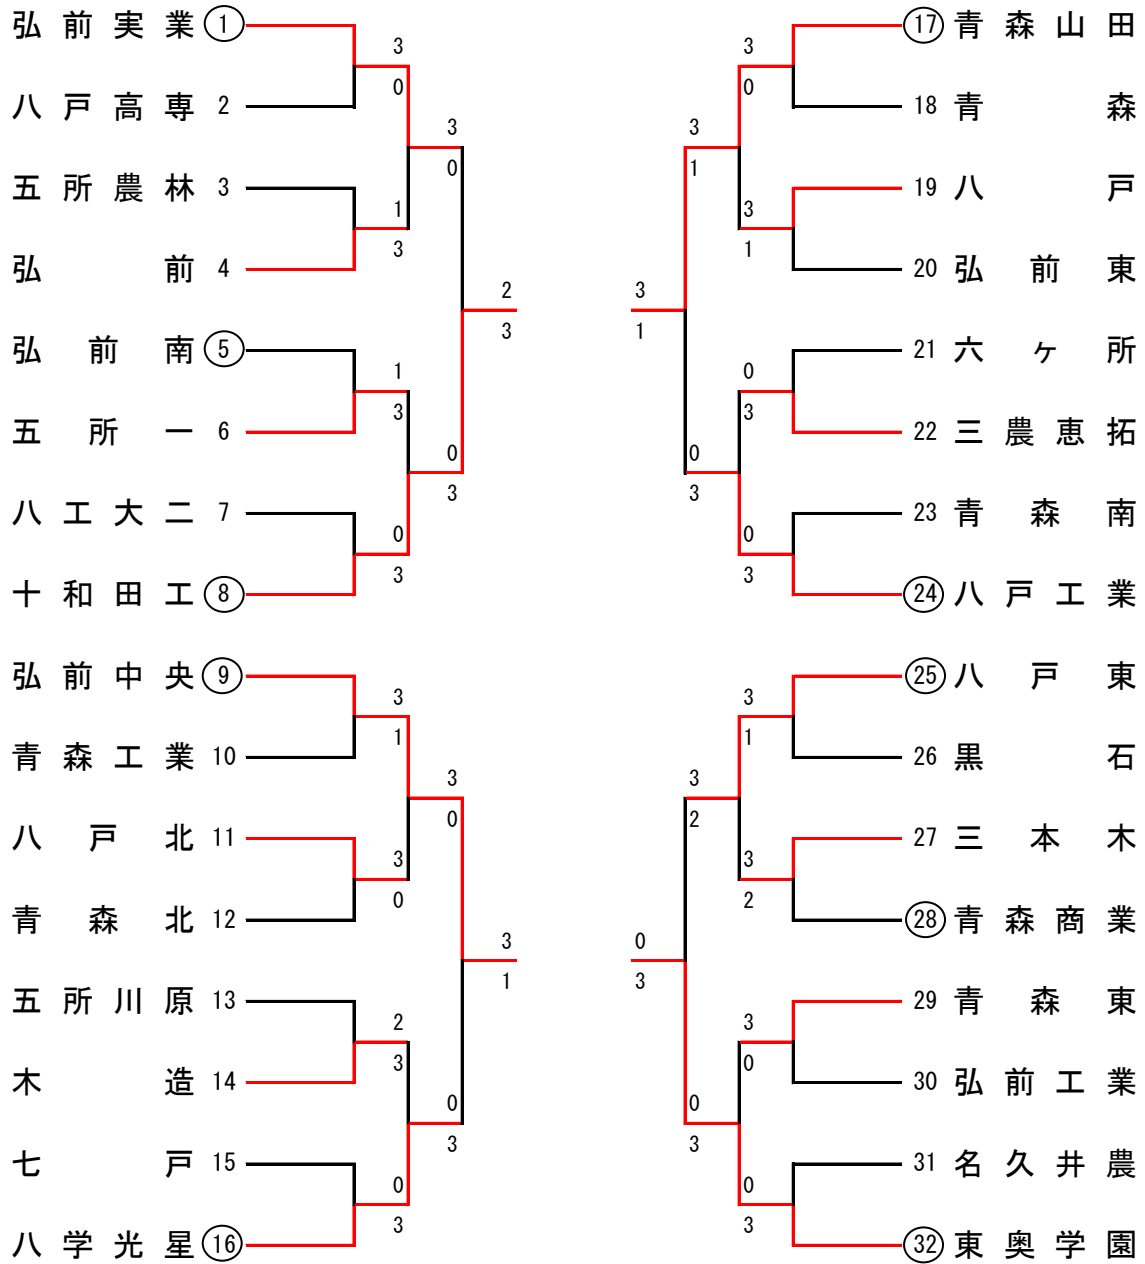 弘前実業 1
八戸高専 2
五所農林 3
弘前 4
弘前南 5
五所一 6
八工大二 7
十和田工 8
3
0
1
3
1
3
0
3
3
0
0
3
2
3
弘前中央 9
青森工業 10
八戸北 11
青森北 12
五所川原 13
木造 14
七戸 15
八学光星 16
3
1
3
0
2
3
0
3
3
0
0
3
3
1
17 青森山田
18 青森
19 八戸
20 弘前東
21 六ヶ所
22 三農恵拓
23 青森南
24 八戸工業
3
0
3
1
0
3
0
3
3
1
0
3
3
1
25 八戸東
26 黒石
27 三本木
28 青森商業
29 青森東
30 弘前工業
31 名久井農
32 東奥学園
3
1
3
2
3
0
0
3
3
2
0
3
0
3